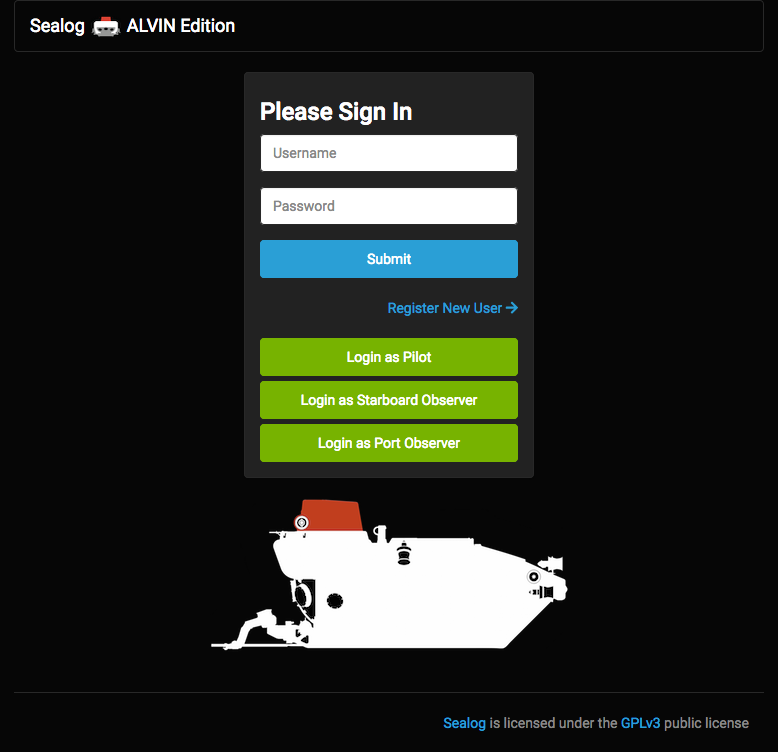 Sealog ALVIN Edition
Please Sign In
Username
Password
Submit
Register New User
Login as Pilot
Login as Starboard Observer
Login as Port Observer
Sealog is licensed under the GPLv3 public license